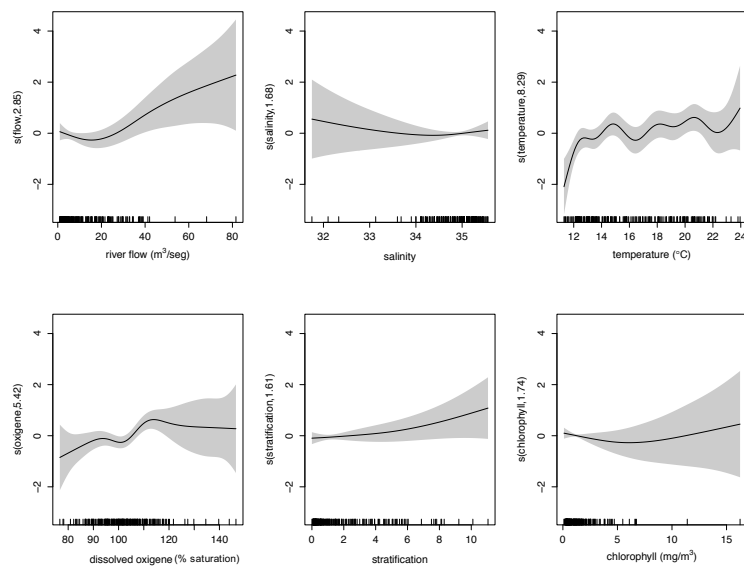 4
2
0
−2
s(flow,2.85)
0 20 40 60 80
river flow (m³/seg)
4
2
0
−2
s(salinity,1.68)
32 33 34 35
salinity
4
2
0
−2
s(temperature,8.29)
12 14 16 18 20 22 24
temperature (°C)
4
2
0
−2
s(oxigene,5.42)
80 90 100 120 140
dissolved oxigene (% saturation)
4
2
0
−2
s(stratification,1.61)
0 2 4 6 8 10
stratification
4
2
0
−2
s(chlorophyll,1.74)
0 5 10 15
chlorophyll (mg/m³)